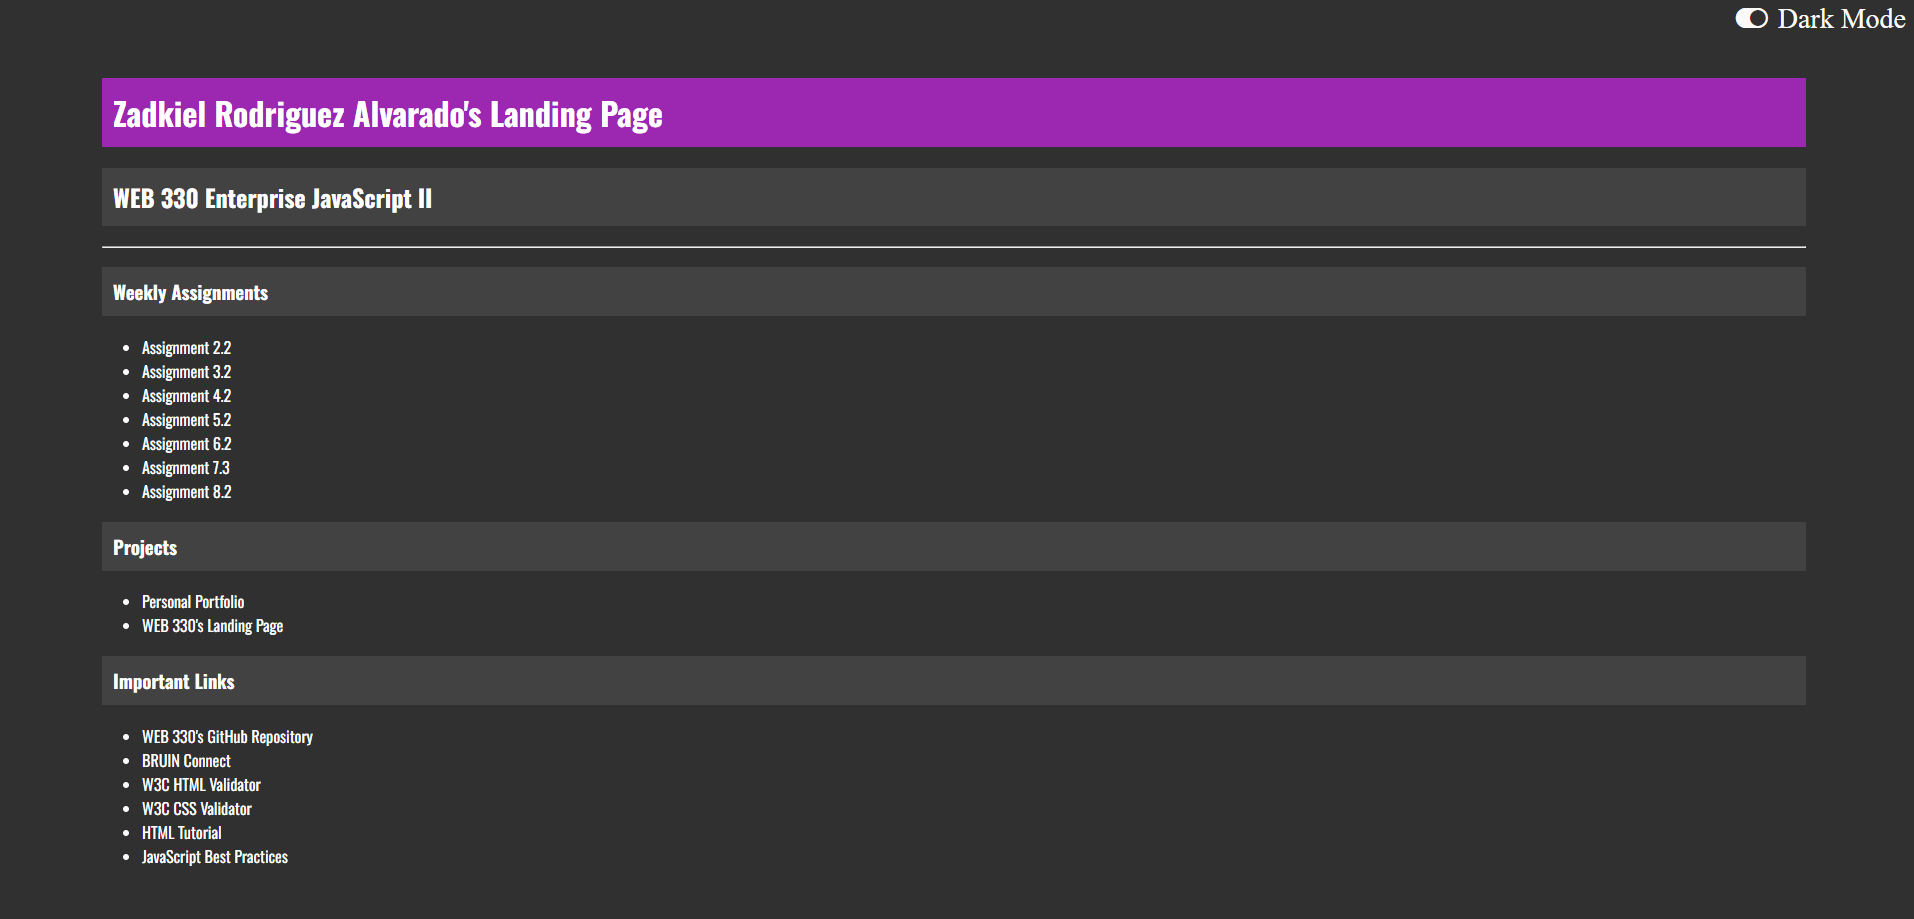 Dark Mode
Zadkiel Rodriguez Alvarado's Landing Page
WEB 330 Enterprise JavaScript II
Weekly Assignments
Assignment 2.2
Assignment 3.2
Assignment 4.2
Assignment 5.2
Assignment 6.2
Assignment 7.3
Assignment 8.2
Projects
Personal Portfolio
WEB 330's Landing Page
Important Links
WEB 330's GitHub Repository
BRUIN Connect
W3C HTML Validator
W3C CSS Validator
HTML Tutorial
JavaScript Best Practices